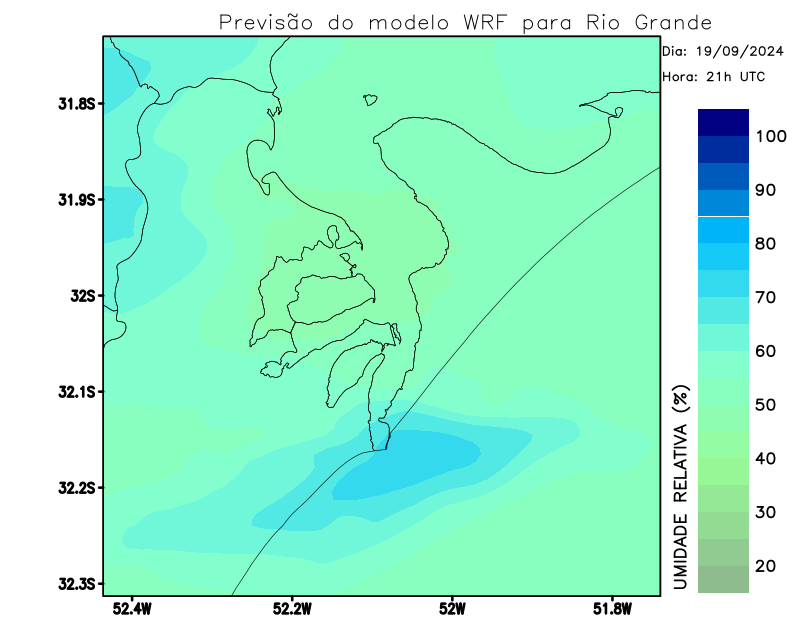 Previsão do modelo WRF para Rio Grande
Dia: 19/09/2024
Hora: 21h UTC
31.8S
31.9S
32S
32.1S
32.2S
32.3S
52.4W
52.2W
52W
51.8W
100
90
80
70
60
50
40
30
20
UMIDADE RELATIVA (%)